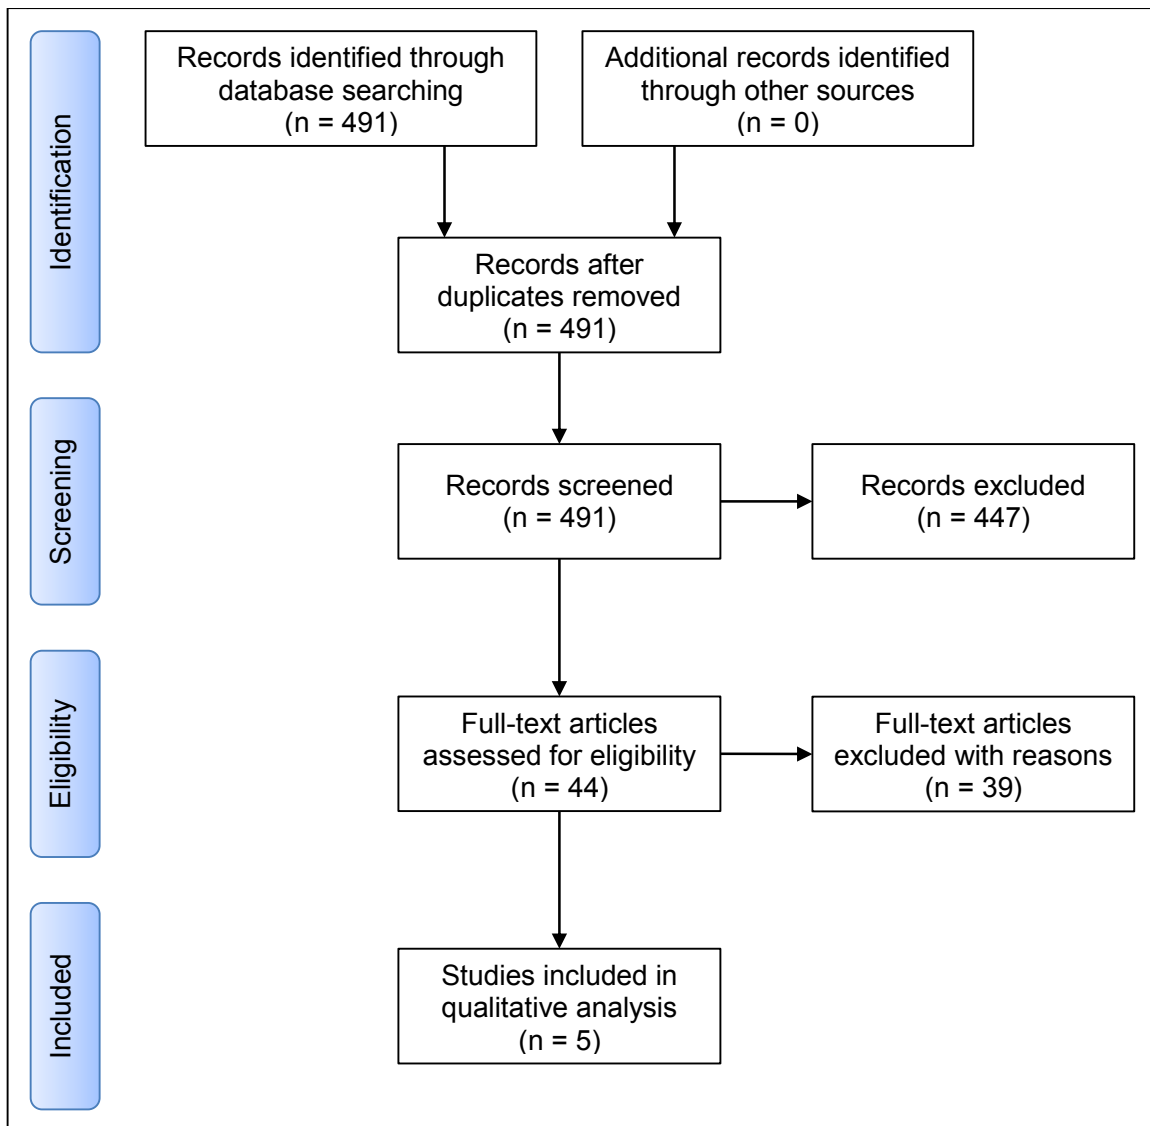 Identification
Records identified through
database searching
(n = 491)
Additional records identified
through other sources
(n = 0)
Records after
duplicates removed
(n = 491)
Screening
Records screened
(n = 491)
Records excluded
(n = 447)
Eligibility
Full-text articles
assessed for eligibility
(n = 44)
Full-text articles
excluded with reasons
(n = 39)
Included
Studies included in
qualitative analysis
(n = 5)